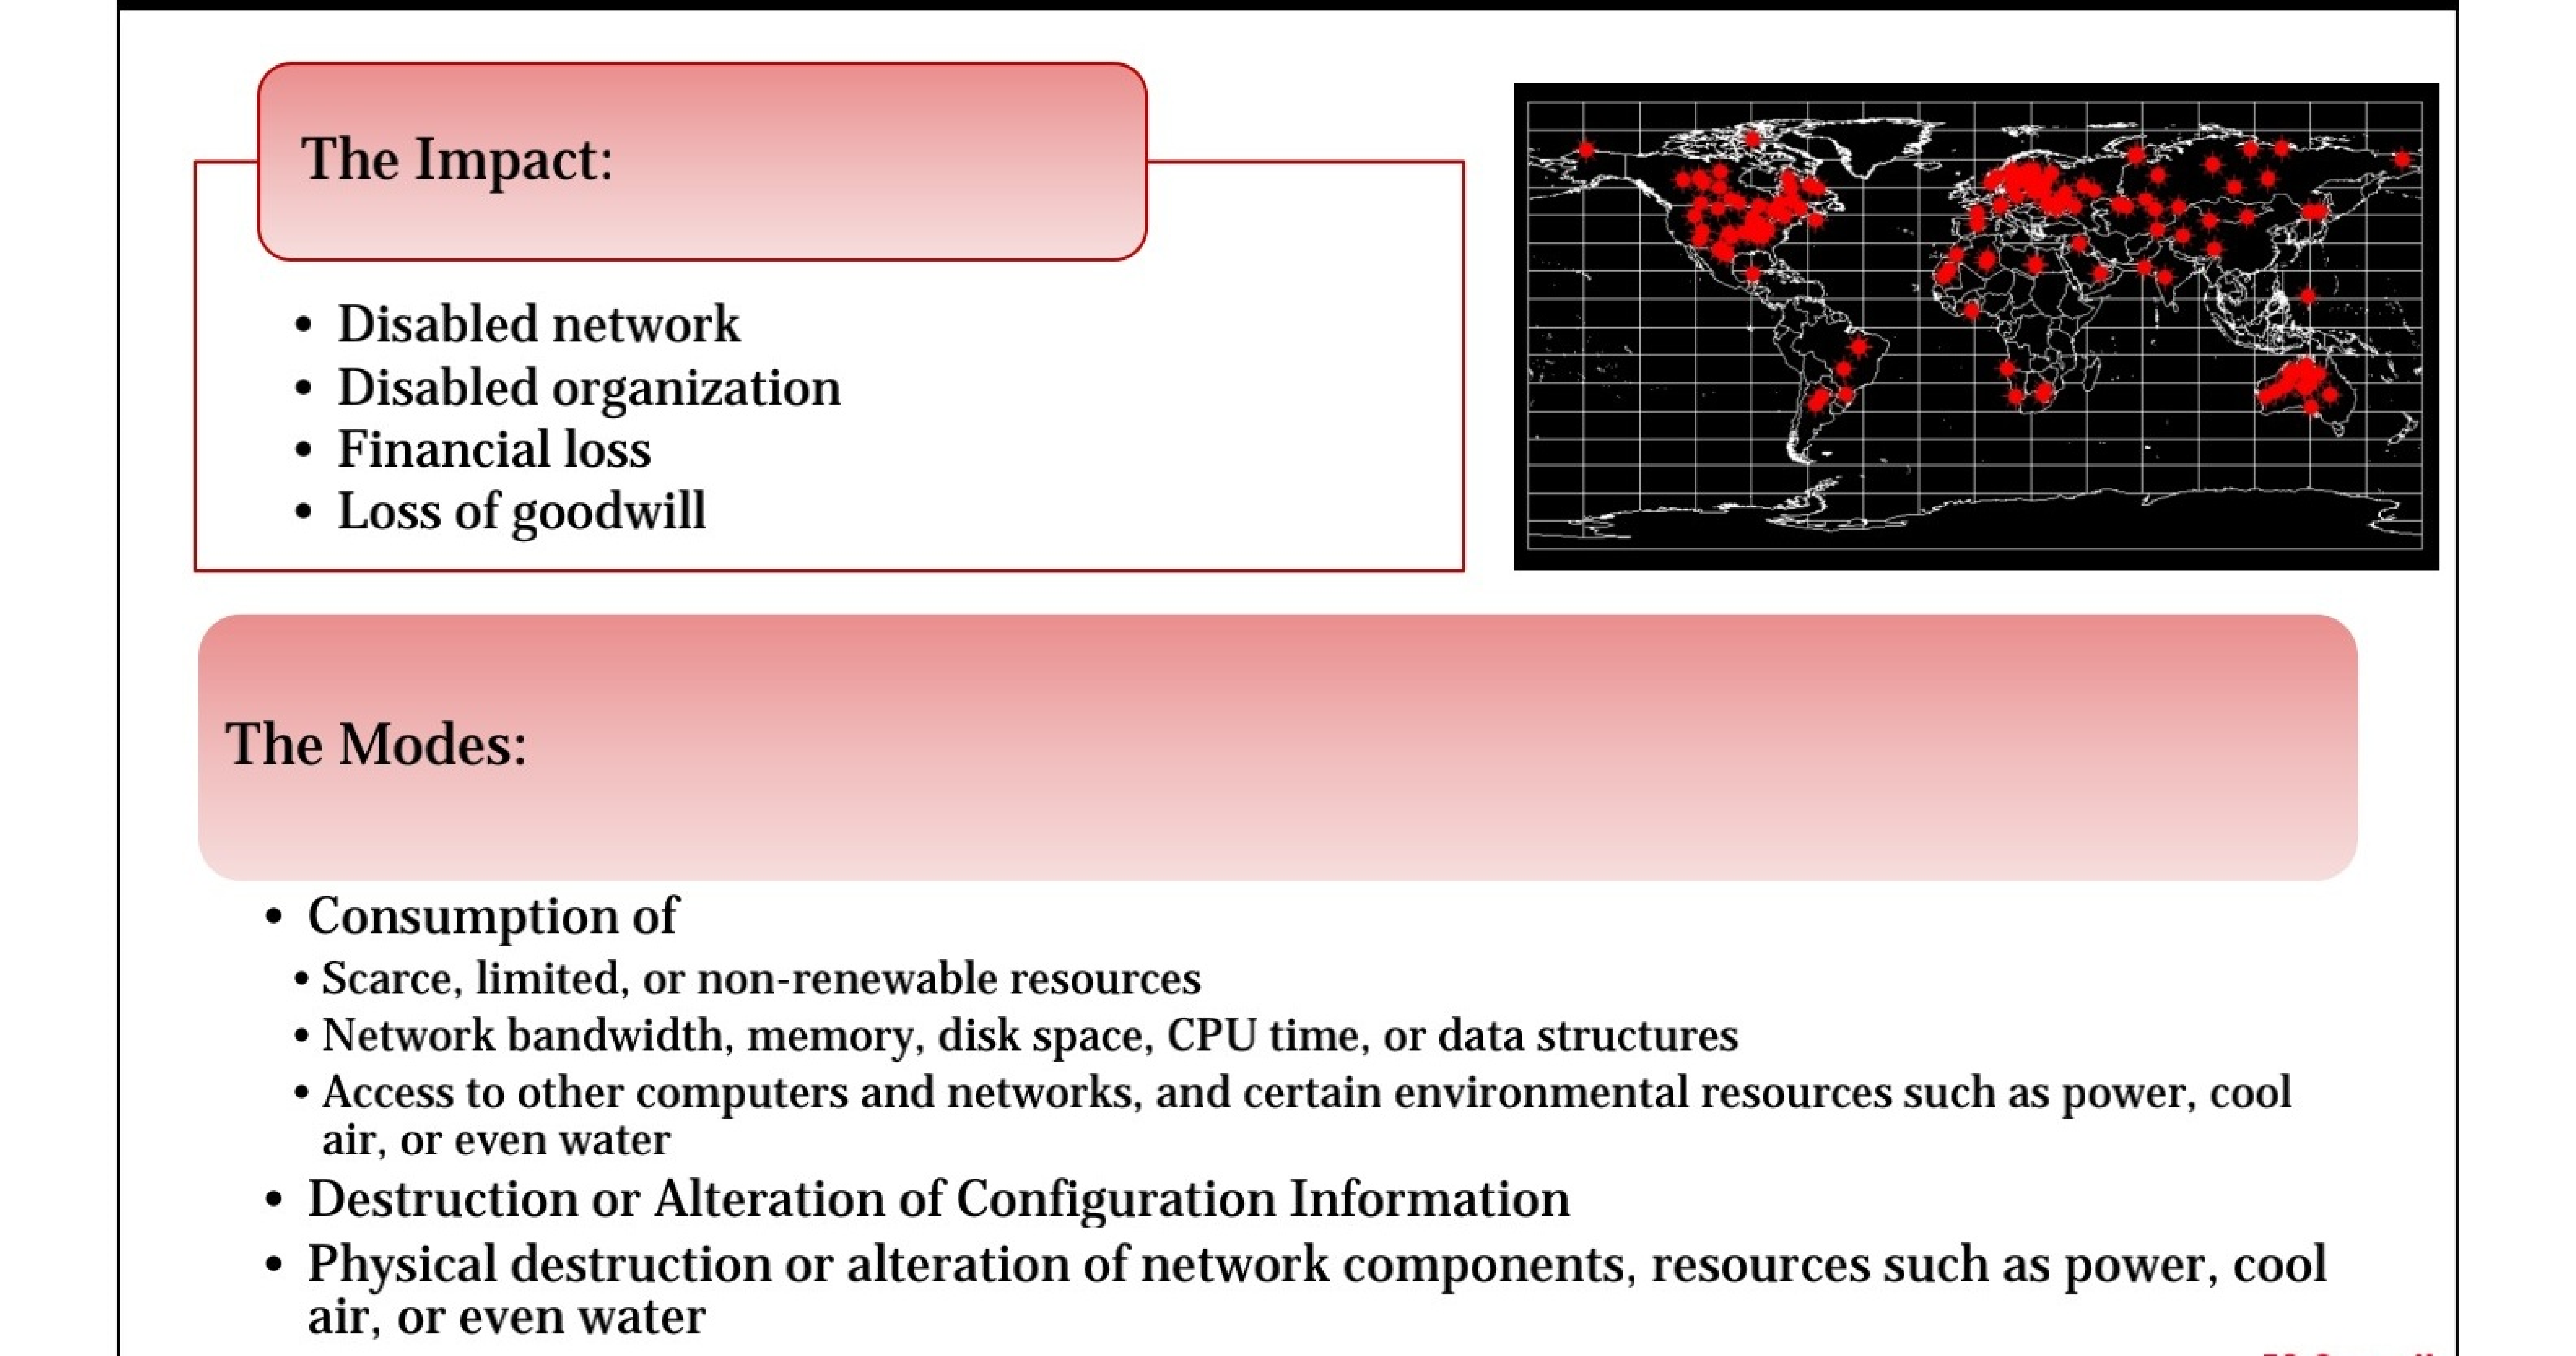 The Impact:
• Disabled network
• Disabled organization
• Financial loss
• Loss of goodwill
The Modes:
• Consumption of
• Scarce, limited, or non-renewable resources
• Network bandwidth, memory, disk space, CPU time, or data structures
• Access to other computers and networks, and certain environmental resources such as power, cool
air, or even water
• Destruction or Alteration of Configuration Information
• Physical destruction or alteration of network components, resources such as power, cool
air, or even water